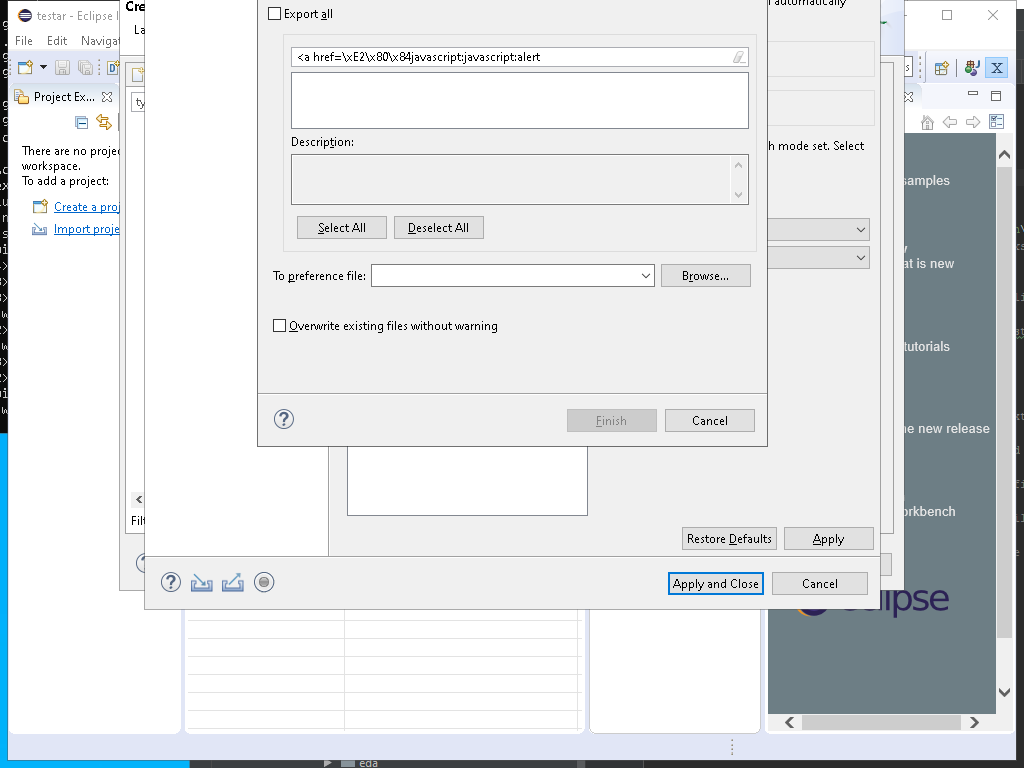 testar - Eclipse I
Cre
Export all
automatically
File Edit Navigat
La
<a href=\xE2\x80\x84javascript:javascript:alert
Project Ex...
ty
There are no proje
workspace.
To add a project:
Create a proj
Import proje
Description:
h mode set. Select
samples
Select All
Deselect All
at is new
To preference file:
Browse...
Overwrite existing files without warning
tutorials
Finish
Cancel
he new release
Filt
orkbench
Restore Defaults
Apply
Apply and Close
Cancel
eclipse
eda